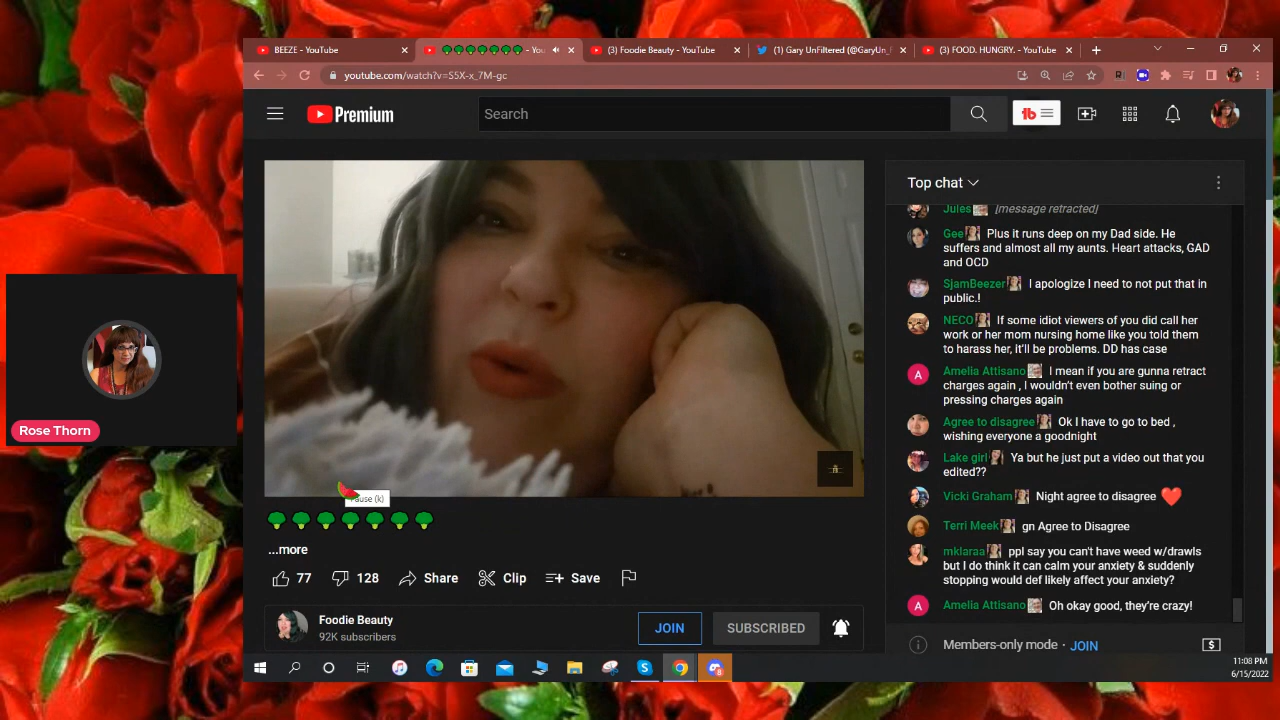 BEEZE - YouTube
🥦🥦🥦🥦🥦🥦🥦 - You
(3) Foodie Beauty - YouTube
(1) Gary UnFiltered (@GaryUn_F
(3) FOOD. HUNGRY. - YouTube
youtube.com/watch?v=S5X-x_7M-gc
Premium
Search
tb
Top chat
Jules [message retracted]
Gee Plus it runs deep on my Dad side. He
suffers and almost all my aunts. Heart attacks, GAD
and OCD
SjamBeezer I apologize I need to not put that in
public.!
NECO If some idiot viewers of you did call her
work or her mom nursing home like you told them
to harass her, it'll be problems. DD has case
Amelia Attisano I mean if you are gunna retract
charges again , I wouldn't even bother suing or
pressing charges again
Agree to disagree Ok I have to go to bed ,
wishing everyone a goodnight
Lake girl Ya but he just put a video out that you
edited??
Vicki Graham Night agree to disagree ❤️
Terri Meek gn Agree to Disagree
mklaraa ppl say you can't have weed w/drawls
but I do think it can calm your anxiety & suddenly
stopping would def likely affect your anxiety?
Amelia Attisano Oh okay good, they're crazy!
Members-only mode · JOIN
Rose Thorn
Pause (k)
🥦🥦🥦🥦🥦🥦🥦
...more
77
128
Share
Clip
Save
Foodie Beauty
92K subscribers
JOIN
SUBSCRIBED
11:08 PM
6/15/2022